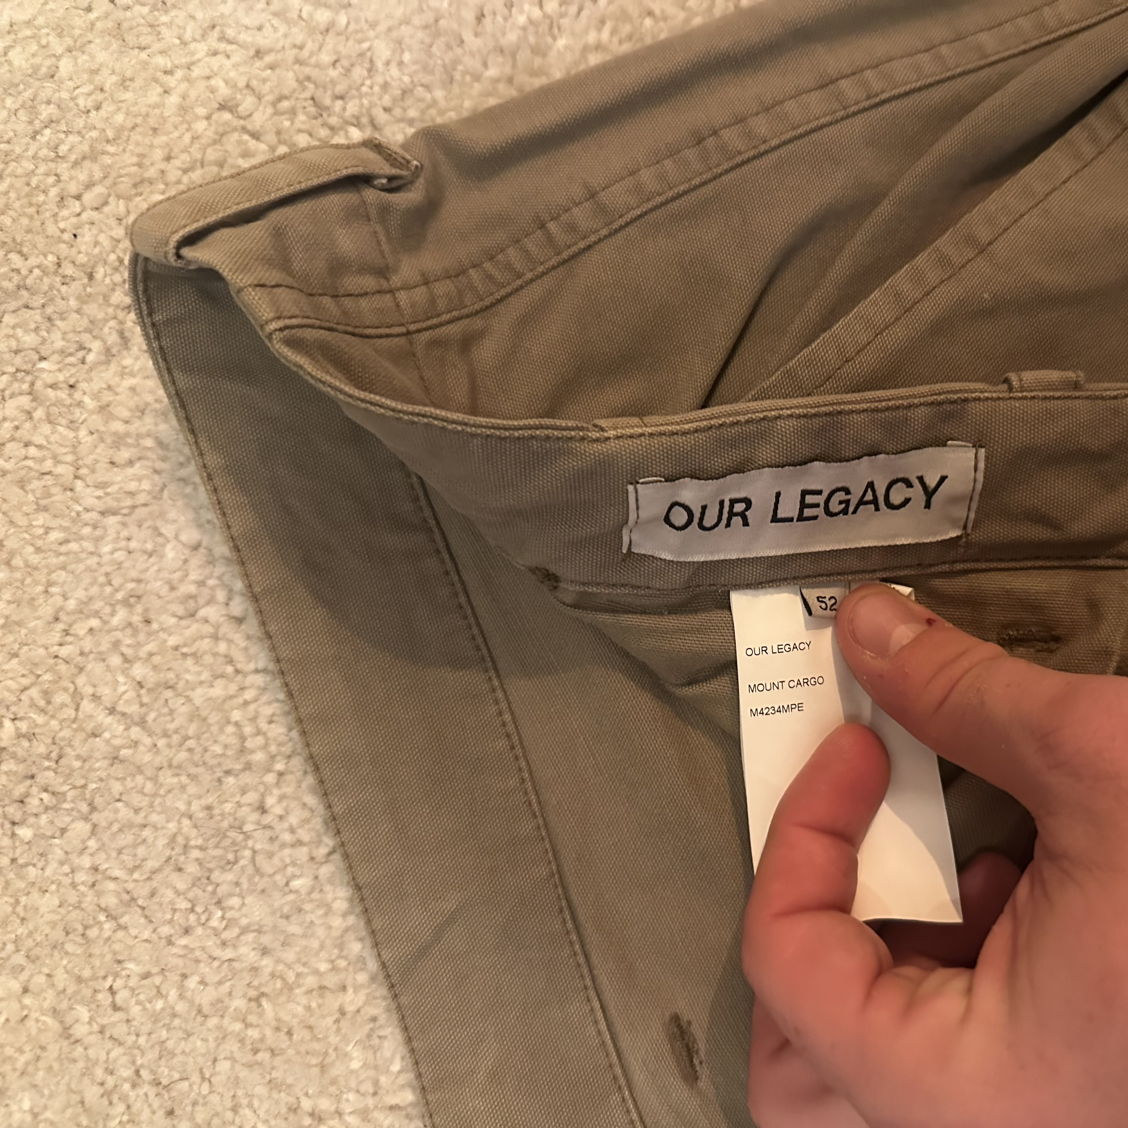 OUR LEGACY
52
OUR LEGACY
MOUNT CARGO
M4234MPE